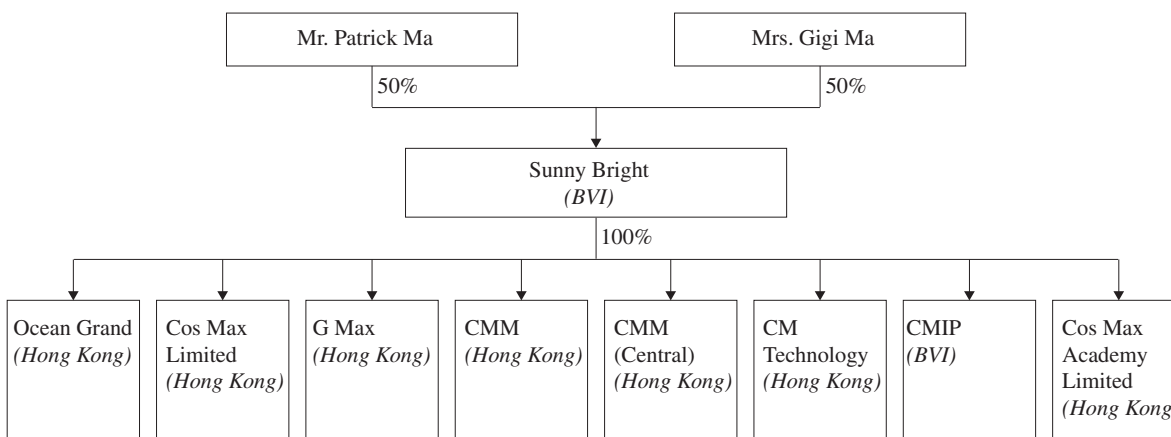 Mr. Patrick Ma
Mrs. Gigi Ma
50%
50%
Sunny Bright
(BVI)
100%
Ocean Grand
(Hong Kong)
Cos Max
Limited
(Hong Kong)
G Max
(Hong Kong)
CMM
(Hong Kong)
CMM
(Central)
(Hong Kong)
CM
Technology
(Hong Kong)
CMIP
(BVI)
Cos Max
Academy
Limited
(Hong Kong